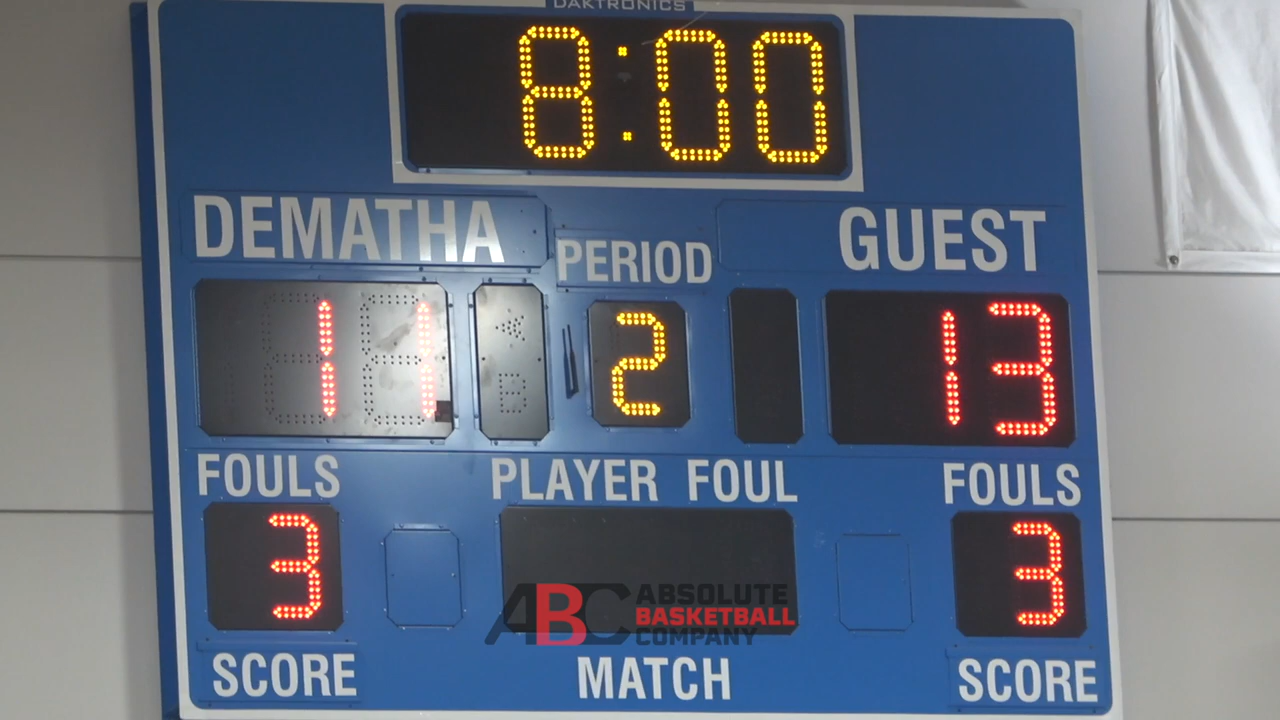 DAKTRONICS
8:00
DEMATHA
PERIOD
GUEST
11
A
B
2
13
FOULS
PLAYER FOUL
FOULS
3
3
ABC ABSOLUTE
BASKETBALL
COMPANY
SCORE
MATCH
SCORE